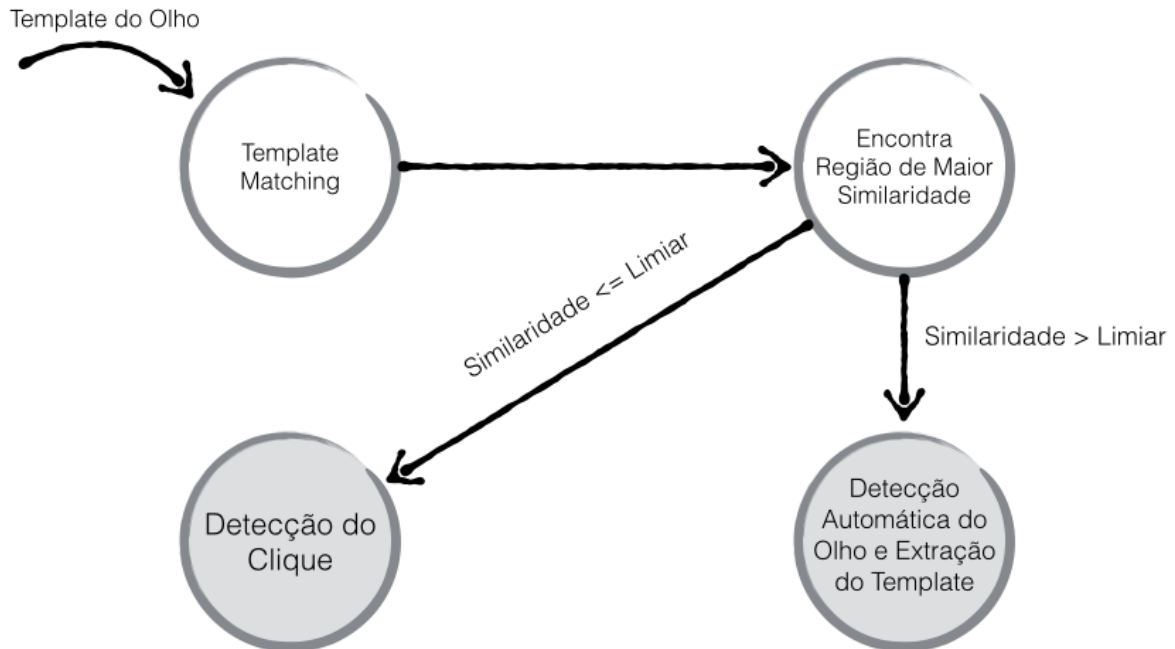 Template do Olho
Template
Matching
Encontra
Região de Maior
Similaridade
Similaridade <= Limiar
Similaridade > Limiar
Detecção do
Clique
Detecção
Automática do
Olho e Extração
do Template